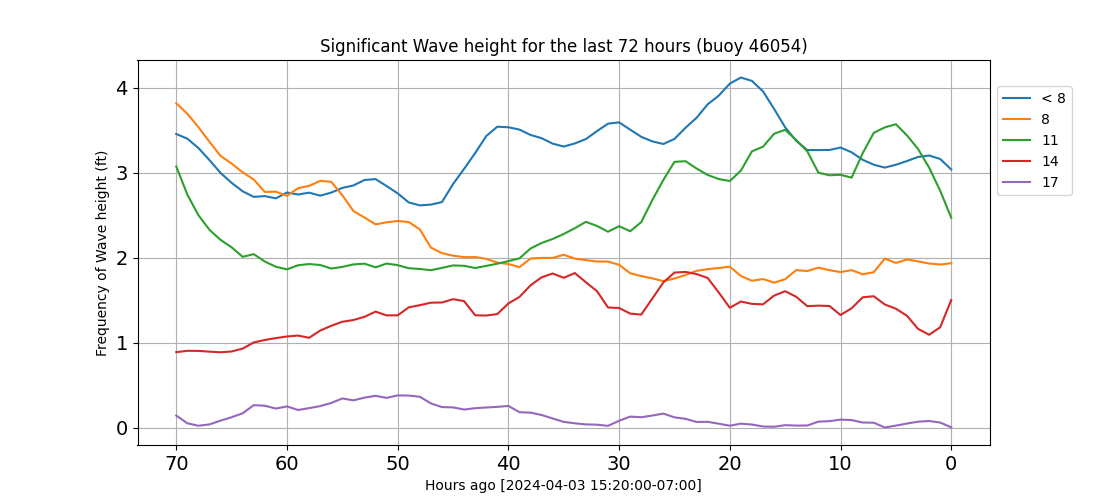 Significant Wave height for the last 72 hours (buoy 46054)
Frequency of Wave height (ft)
4
3
2
1
0
70 60 50 40 30 20 10 0
Hours ago [2024-04-03 15:20:00-07:00]
< 8
8
11
14
17